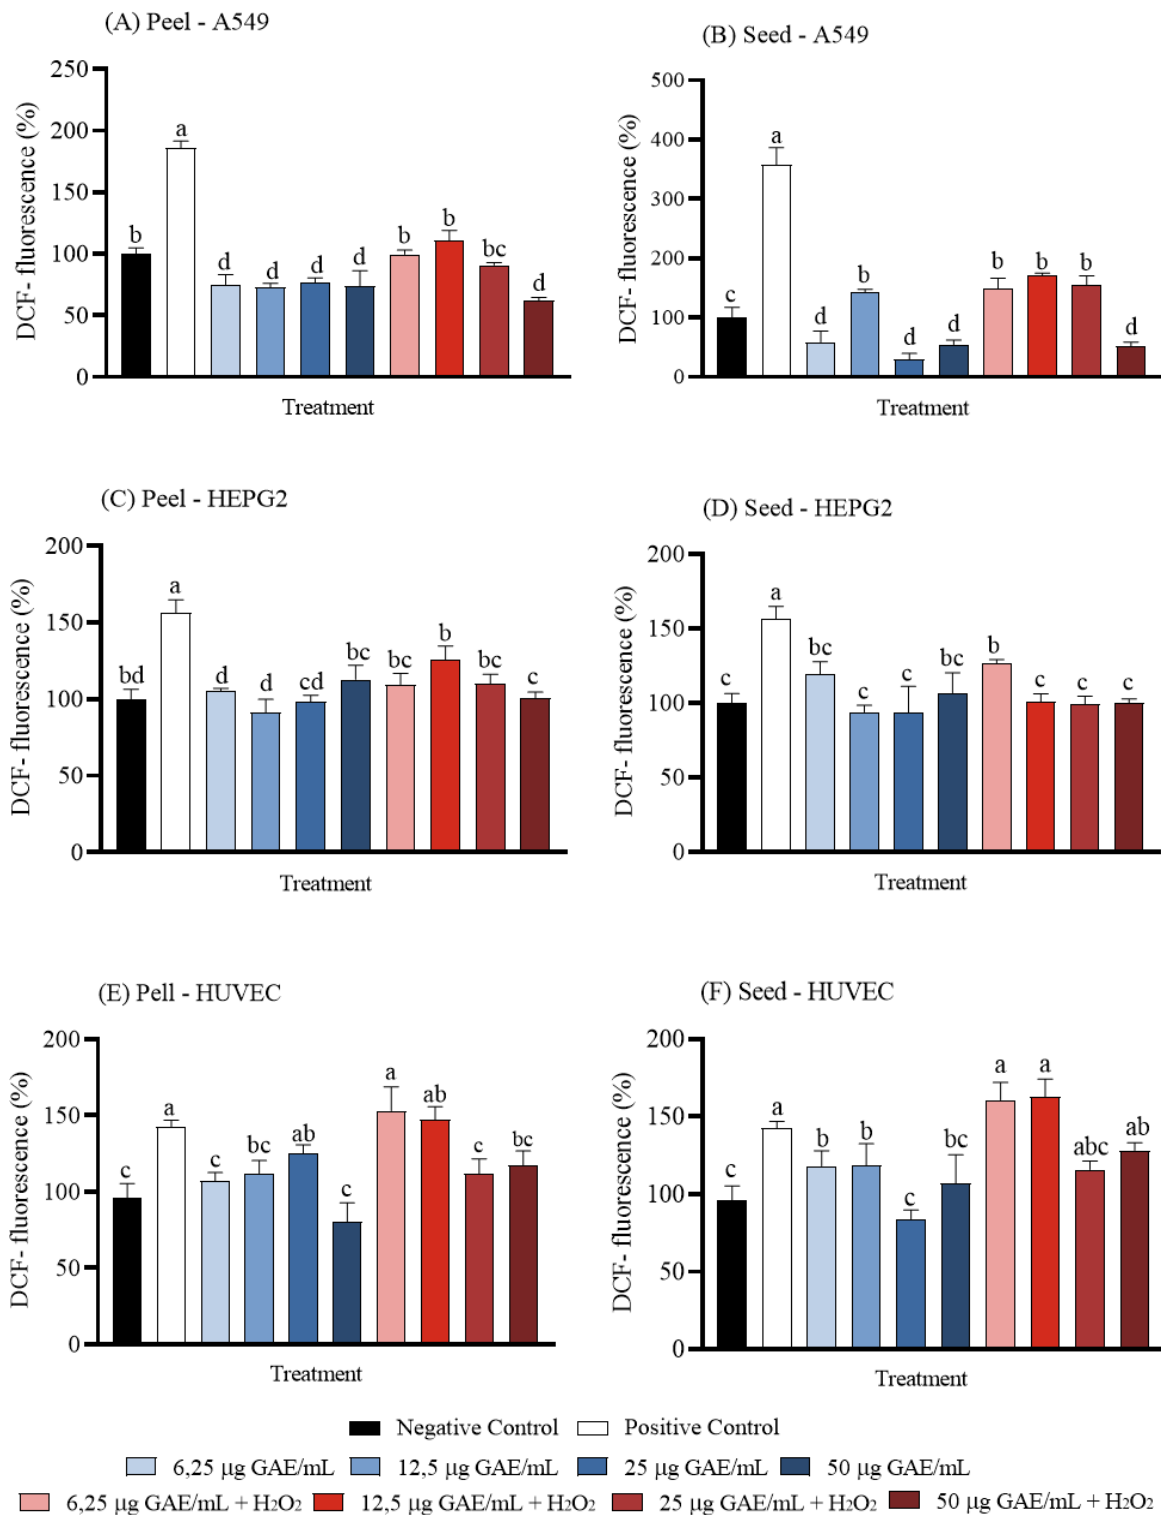 (A) Peel - A549
DCF- fluorescence (%)
250
200
150
100
50
0
b a d d d d b b bc d
Treatment
(B) Seed - A549
DCF- fluorescence (%)
500
400
300
200
100
0
c a d b d d b b b d
Treatment
(C) Peel - HEPG2
DCF- fluorescence (%)
200
150
100
50
0
bd a d d cd bc bc b bc c
Treatment
(D) Seed - HEPG2
DCF- fluorescence (%)
200
150
100
50
0
c a bc c c bc b c c c
Treatment
(E) Pell - HUVEC
DCF- fluorescence (%)
200
150
100
50
0
c a c bc ab c a ab c bc
Treatment
(F) Seed - HUVEC
DCF- fluorescence (%)
200
150
100
50
0
c a b b c bc a a abc ab
Treatment
Negative Control Positive Control
6,25 µg GAE/mL 12,5 µg GAE/mL 25 µg GAE/mL 50 µg GAE/mL
6,25 µg GAE/mL + H₂O₂ 12,5 µg GAE/mL + H₂O₂ 25 µg GAE/mL + H₂O₂ 50 µg GAE/mL + H₂O₂